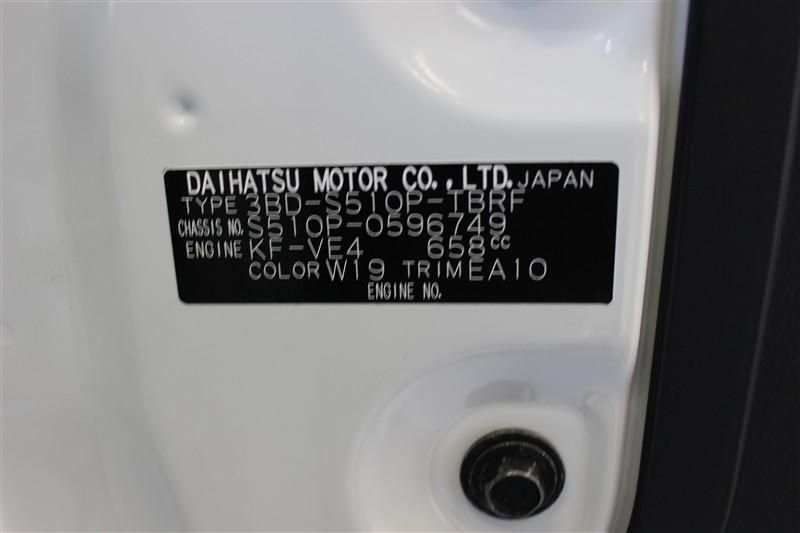 DAIHATSU MOTOR CO.,LTD. JAPAN
TYPE 3BD-S510P-TBRF
CHASSIS NO. S510P-0596749
ENGINE KF-VE4 658cc
COLOR W19 TRIM EA10
ENGINE NO.